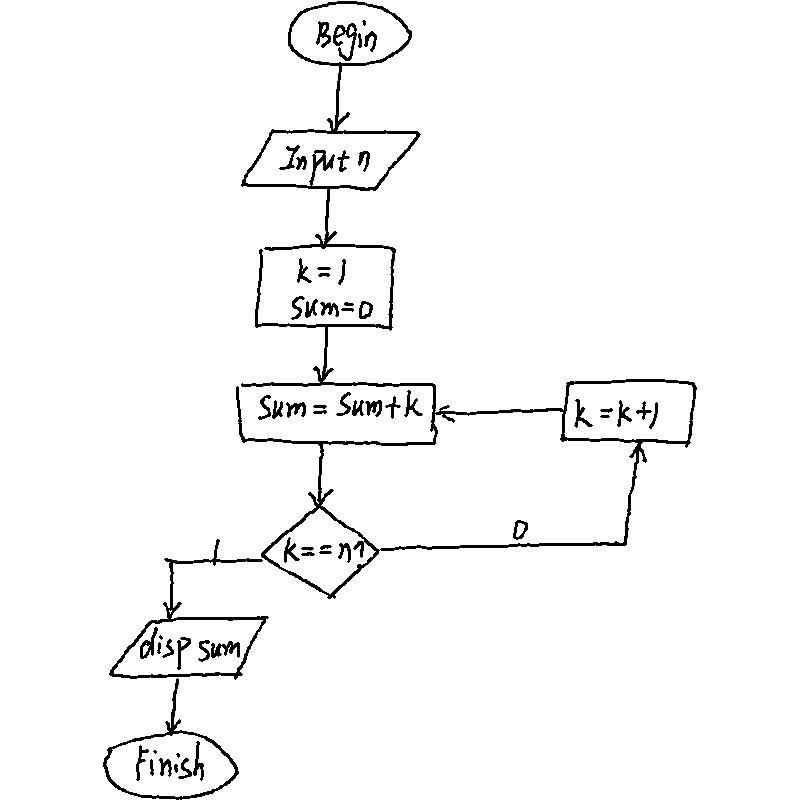 Begin
Input n
k=1
sum=0
sum=sum+k
k=k+1
k==n?
0
1
disp sum
Finish